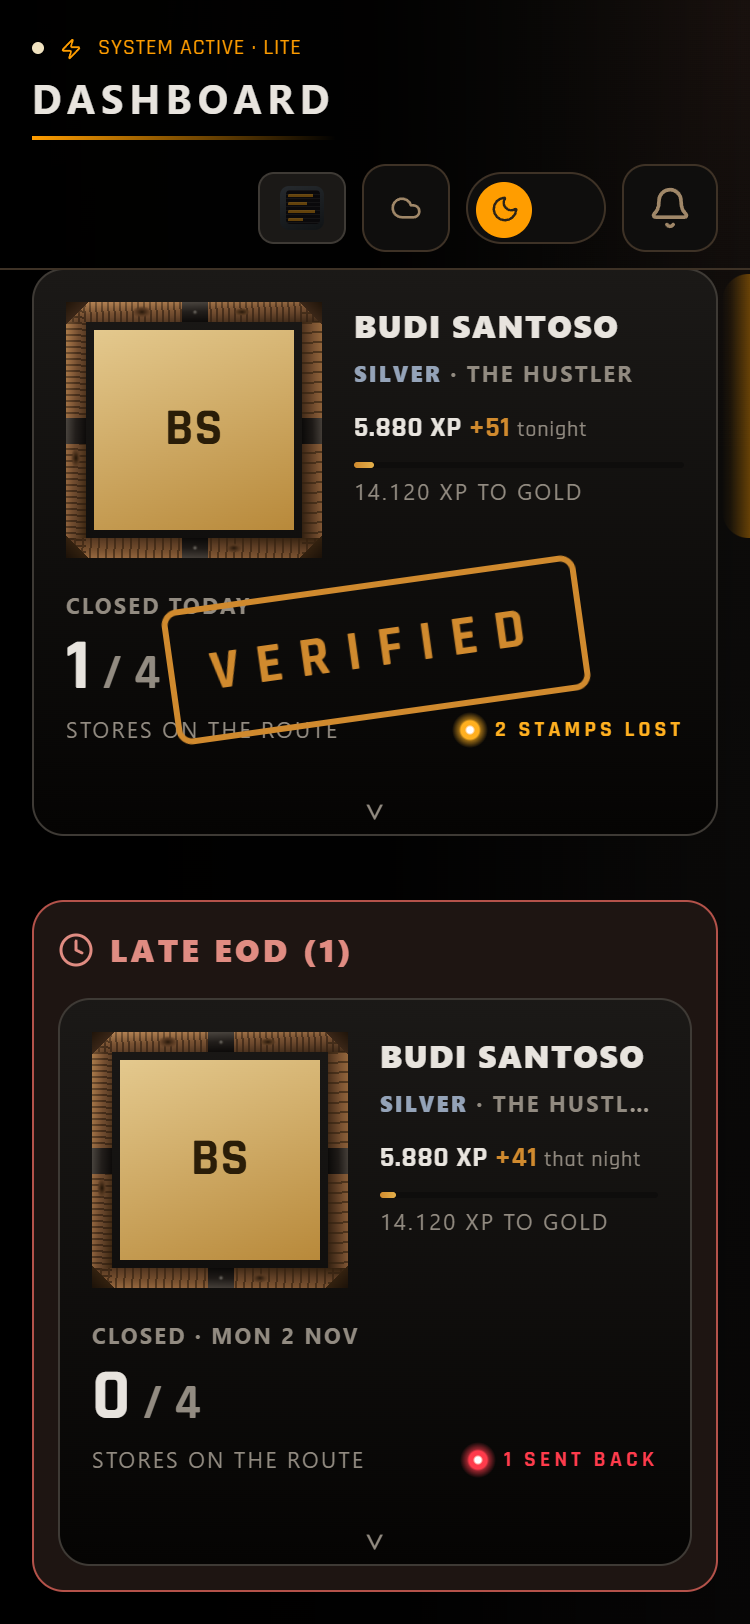 SYSTEM ACTIVE · LITE
DASHBOARD
BS
BUDI SANTOSO
SILVER · THE HUSTLER
5.880 XP +51 tonight
14.120 XP TO GOLD
CLOSED TODAY
1 / 4
VERIFIED
STORES ON THE ROUTE
2 STAMPS LOST
LATE EOD (1)
BS
BUDI SANTOSO
SILVER · THE HUSTL...
5.880 XP +41 that night
14.120 XP TO GOLD
CLOSED · MON 2 NOV
0 / 4
STORES ON THE ROUTE
1 SENT BACK